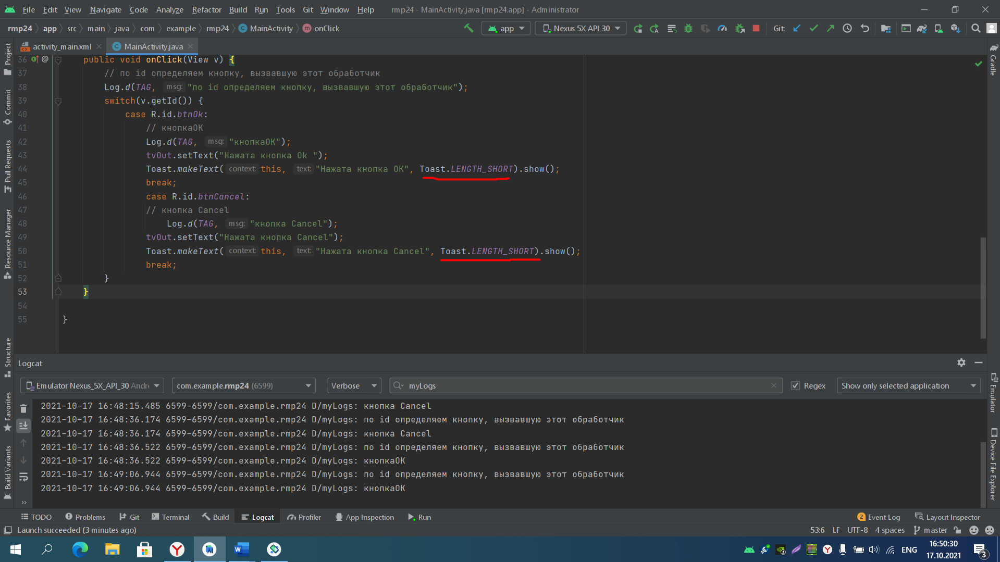 File Edit View Navigate Code Analyze Refactor Build Run Tools Git Window Help rmp24 - MainActivity.java [rmp24.app] - Administrator
rmp24 app src main java com example rmp24 MainActivity onClick app Nexus 5X API 30 Git:
activity_main.xml MainActivity.java
36 public void onClick(View v) {
37 // по id определяем кнопку, вызвавшую этот обработчик
38 Log.d(TAG, msg: "по id определяем кнопку, вызвавшую этот обработчик");
39 switch(v.getId()) {
40 case R.id.btnOk:
41 // кнопкаОК
42 Log.d(TAG, msg: "кнопкаОК");
43 tvOut.setText("Нажата кнопка Ok ");
44 Toast.makeText( context: this, text: "Нажата кнопка ОК", Toast.LENGTH_SHORT).show();
45 break;
46 case R.id.btnCancel:
47 // кнопка Cancel
48 Log.d(TAG, msg: "кнопка Cancel");
49 tvOut.setText("Нажата кнопка Cancel");
50 Toast.makeText( context: this, text: "Нажата кнопка Cancel", Toast.LENGTH_SHORT).show();
51 break;
52 }
53 }
54
55 }
Project
Commit
Pull Requests
Resource Manager
Structure
Favorites
Build Variants
Gradle
Emulator
Device File Explorer
Logcat
Emulator Nexus_5X_API_30 Andr com.example.rmp24 (6599) Verbose myLogs Regex Show only selected application
2021-10-17 16:48:15.485 6599-6599/com.example.rmp24 D/myLogs: кнопка Cancel
2021-10-17 16:48:36.174 6599-6599/com.example.rmp24 D/myLogs: по id определяем кнопку, вызвавшую этот обработчик
2021-10-17 16:48:36.174 6599-6599/com.example.rmp24 D/myLogs: кнопка Cancel
2021-10-17 16:48:36.522 6599-6599/com.example.rmp24 D/myLogs: по id определяем кнопку, вызвавшую этот обработчик
2021-10-17 16:48:36.522 6599-6599/com.example.rmp24 D/myLogs: кнопкаОК
2021-10-17 16:49:06.944 6599-6599/com.example.rmp24 D/myLogs: по id определяем кнопку, вызвавшую этот обработчик
2021-10-17 16:49:06.944 6599-6599/com.example.rmp24 D/myLogs: кнопкаОК
TODO Problems Git Terminal Build Logcat Profiler App Inspection Run 2 Event Log Layout Inspector
Launch succeeded (3 minutes ago) 53:6 LF UTF-8 4 spaces master
ENG 16:50:30
17.10.2021 3